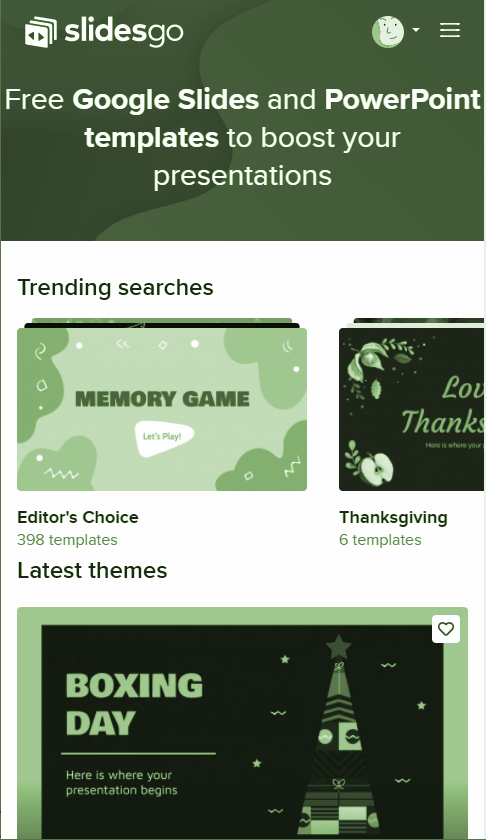 slidesgo
Free Google Slides and PowerPoint
templates to boost your
presentations
Trending searches
MEMORY GAME
Let's Play!
Thanks
Here is where your
Editor's Choice
398 templates
Thanksgiving
6 templates
Latest themes
BOXING
DAY
Here is where your
presentation begins